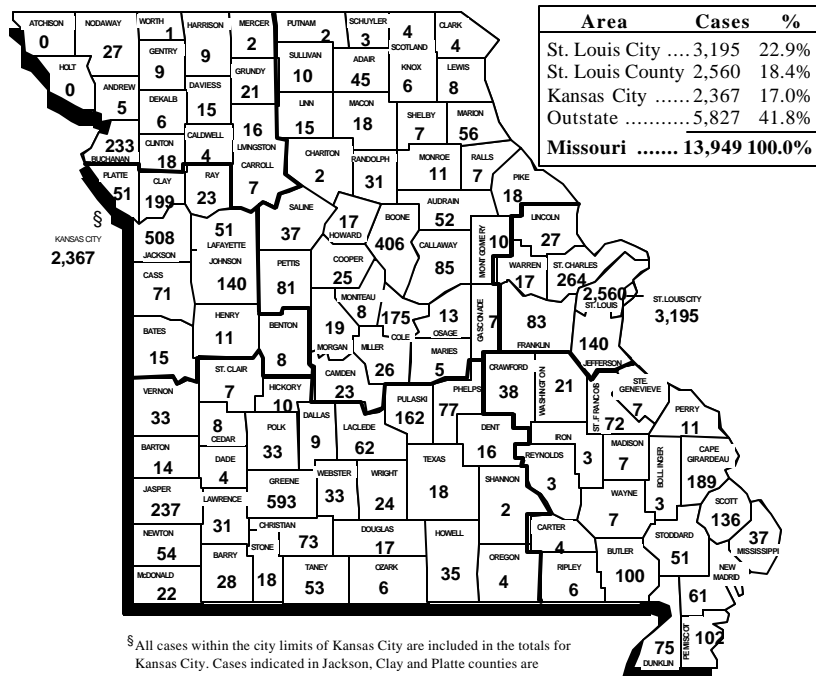 Area Cases % 
St. Louis City .... 3,195 22.9%
St. Louis County 2,560 18.4%
Kansas City ...... 2,367 17.0%
Outstate ........... 5,827 41.8%
Missouri ....... 13,949 100.0%
ATCHISON
0
NODAWAY
27
WORTH
1
HARRISON
9
MERCER
2
PUTNAM
2
SCHUYLER
3
4
SCOTLAND
CLARK
4
HOLT
0
ANDREW
5
GENTRY
9
DEKALB
6
DAVIESS
15
GRUNDY
21
SULLIVAN
10
ADAIR
45
KNOX
6
LEWIS
8
233
BUCHANAN
CLINTON
18
CALDWELL
4
16
LIVINGSTON
LINN
15
MACON
18
SHELBY
7
MARION
56
PLATTE
51
CLAY
199
RAY
23
CARROLL
7
CHARITON
2
RANDOLPH
31
MONROE
11
RALLS
7
PIKE
18
§
KANSAS CITY
2,367
508
JACKSON
51
LAFAYETTE
SALINE
37
17
HOWARD
BOONE
406
AUDRAIN
52
CALLAWAY
85
MONTGOMERY
10
LINCOLN
27
CASS
71
JOHNSON
140
PETTIS
81
COOPER
25
MONITEAU
8
175
COLE
13
OSAGE
GASCONADE
7
WARREN
17
ST. CHARLES
264
2,560
ST. LOUIS
ST. LOUIS CITY
3,195
BATES
15
HENRY
11
BENTON
8
19
MORGAN
MILLER
26
MARIES
5
83
FRANKLIN
140
JEFFERSON
VERNON
33
ST. CLAIR
7
HICKORY
10
CAMDEN
23
PULASKI
162
PHELPS
77
CRAWFORD
38
WASHINGTON
21
ST. FRANCOIS
72
STE.
GENEVIEVE
7
PERRY
11
BARTON
14
8
CEDAR
POLK
33
DALLAS
9
LACLEDE
62
DENT
16
IRON
3
MADISON
7
BOLLINGER
3
CAPE
GIRARDEAU
189
JASPER
237
DADE
4
GREENE
593
WEBSTER
33
WRIGHT
24
TEXAS
18
SHANNON
2
REYNOLDS
3
WAYNE
7
SCOTT
136
37
MISSISSIPPI
NEWTON
54
LAWRENCE
31
CHRISTIAN
73
DOUGLAS
17
HOWELL
35
CARTER
4
BUTLER
100
STODDARD
51
NEW
MADRID
61
McDONALD
22
BARRY
28
STONE
18
TANEY
53
OZARK
6
OREGON
4
RIPLEY
6
75
DUNKLIN
PEMISCOT
102
§ All cases within the city limits of Kansas City are included in the totals for
Kansas City. Cases indicated in Jackson, Clay and Platte counties are